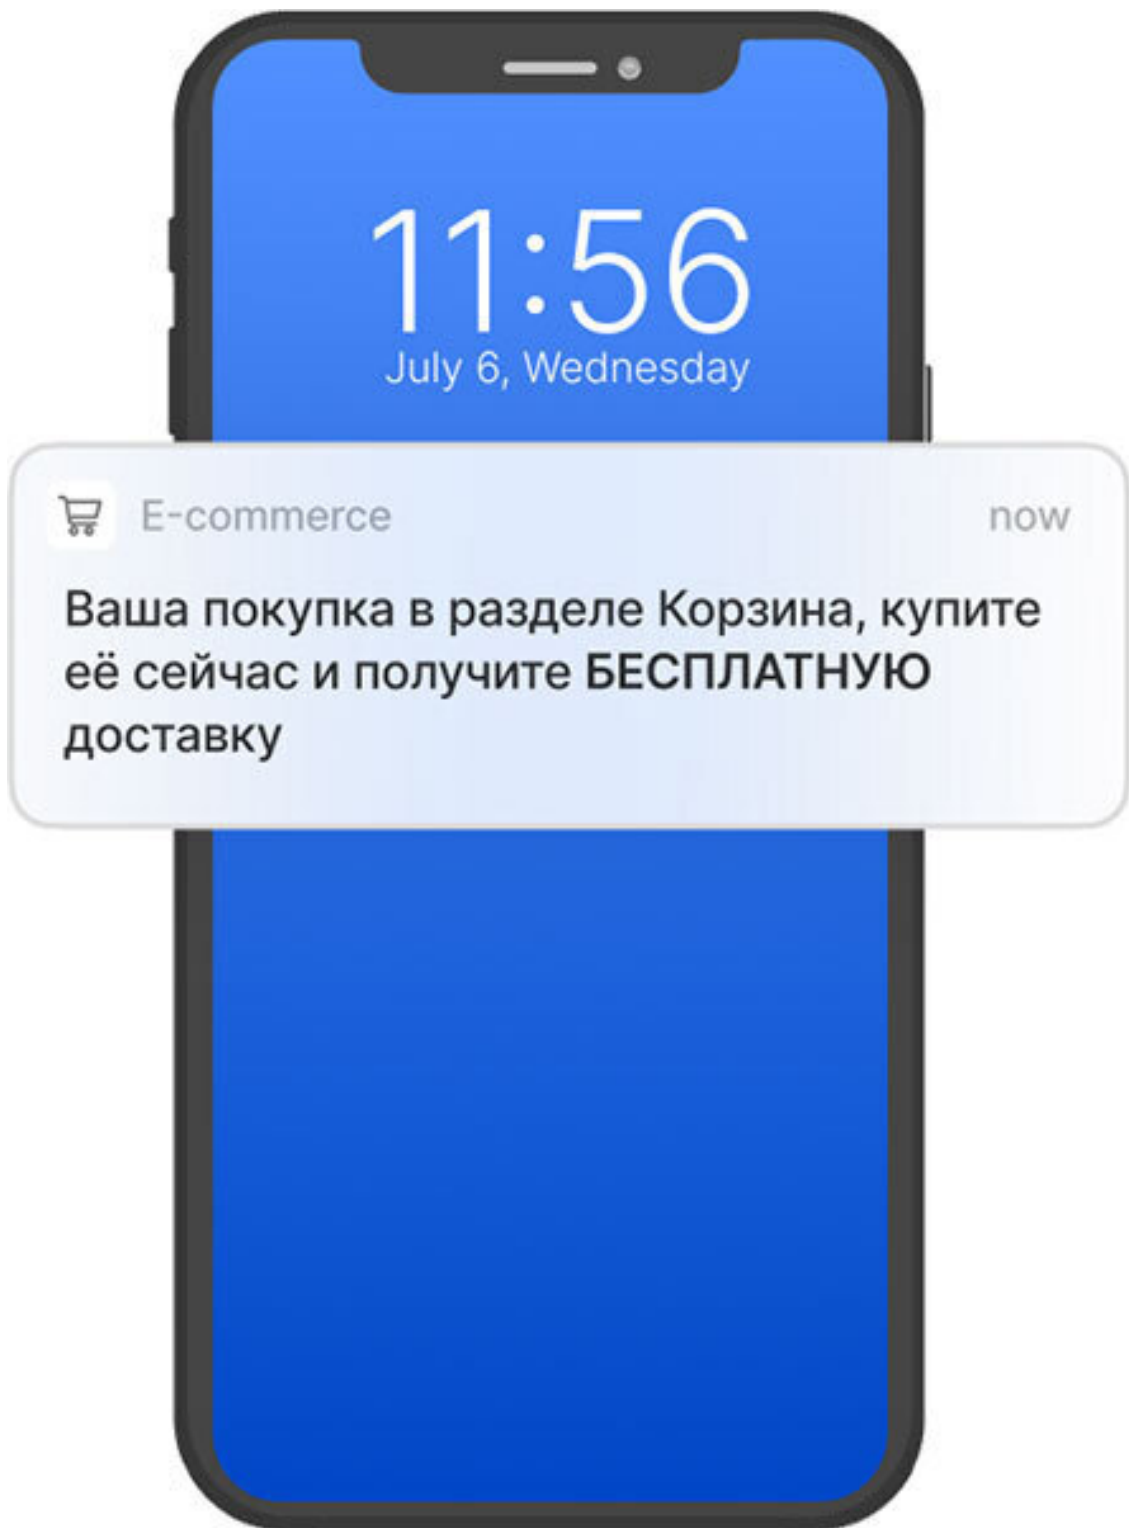 11:56
July 6, Wednesday
E-commerce now
Ваша покупка в разделе Корзина, купите
её сейчас и получите БЕСПЛАТНУЮ
доставку